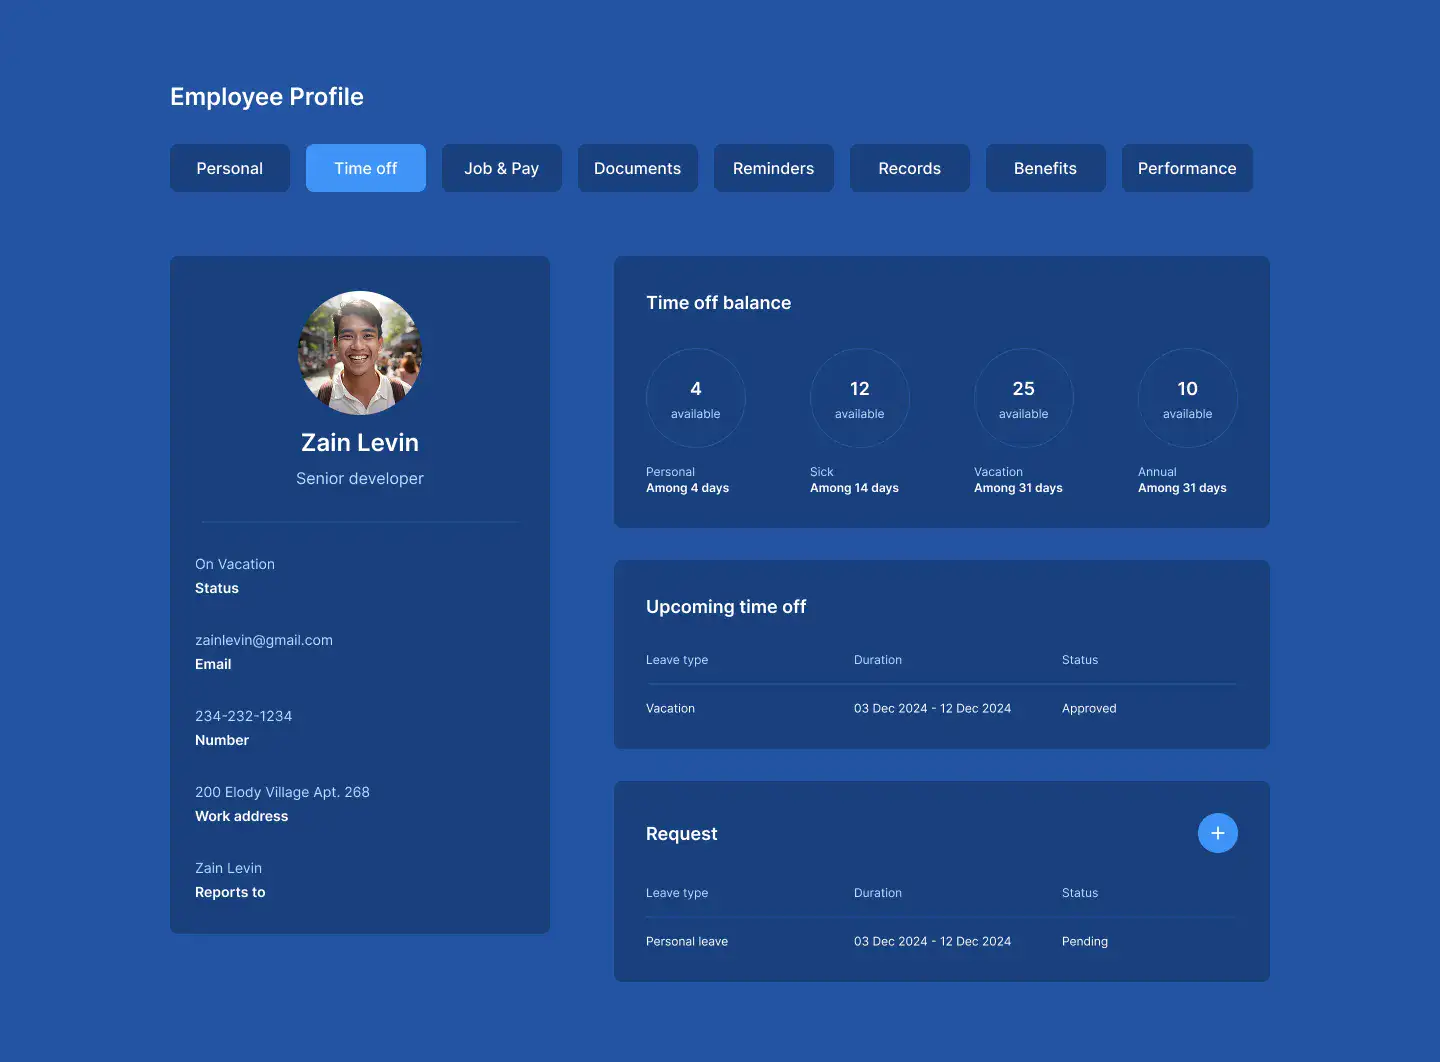 Employee Profile
Personal
Time off
Job & Pay
Documents
Reminders
Records
Benefits
Performance
Zain Levin
Senior developer
On Vacation
Status
zainlevin@gmail.com
Email
234-232-1234
Number
200 Elody Village Apt. 268
Work address
Zain Levin
Reports to
Time off balance
4
available
Personal
Among 4 days
12
available
Sick
Among 14 days
25
available
Vacation
Among 31 days
10
available
Annual
Among 31 days
Upcoming time off
Leave type Duration Status
Vacation 03 Dec 2024 - 12 Dec 2024 Approved
Request
+
Leave type Duration Status
Personal leave 03 Dec 2024 - 12 Dec 2024 Pending